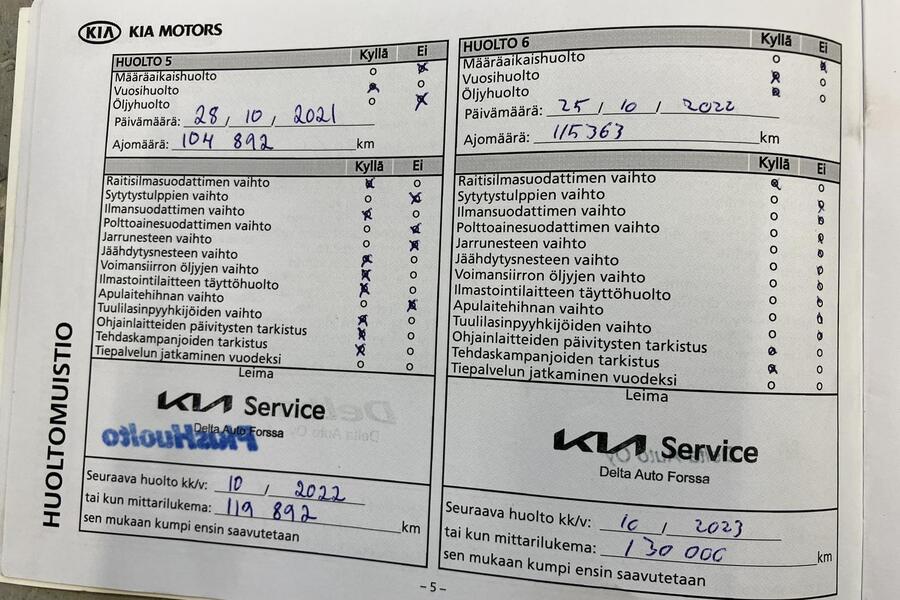 KIA KIA MOTORS
HUOLTO 5 Kyllä Ei
Määräaikaishuolto
Vuosihuolto
Öljyhuolto
Päivämäärä: 28 / 10 / 2021
Ajomäärä: 104 892 km
Kyllä Ei
Raitisilmasuodattimen vaihto
Sytytystulppien vaihto
Ilmansuodattimen vaihto
Polttoainesuodattimen vaihto
Jarrunesteen vaihto
Jäähdytysnesteen vaihto
Voimansiirron öljyjen vaihto
Ilmastointilaitteen täyttöhuolto
Apulaitehihnan vaihto
Tuulilasinpyyhkijöiden vaihto
Ohjainlaitteiden päivitysten tarkistus
Tehdaskampanjoiden tarkistus
Tiepalvelun jatkaminen vuodeksi
Leima
KIA Service
Delta Auto Forssa
PlusHuolto
Seuraava huolto kk/v: 10 / 2022
tai kun mittarilukema: 119 892 km
sen mukaan kumpi ensin saavutetaan
HUOLTO 6 Kyllä Ei
Määräaikaishuolto
Vuosihuolto
Öljyhuolto
Päivämäärä: 25 / 10 / 2022
Ajomäärä: 115363 km
Kyllä Ei
Raitisilmasuodattimen vaihto
Sytytystulppien vaihto
Ilmansuodattimen vaihto
Polttoainesuodattimen vaihto
Jarrunesteen vaihto
Jäähdytysnesteen vaihto
Voimansiirron öljyjen vaihto
Ilmastointilaitteen täyttöhuolto
Apulaitehihnan vaihto
Tuulilasinpyyhkijöiden vaihto
Ohjainlaitteiden päivitysten tarkistus
Tehdaskampanjoiden tarkistus
Tiepalvelun jatkaminen vuodeksi
Leima
KIA Service
Delta Auto Forssa
Seuraava huolto kk/v: 10 / 2023
tai kun mittarilukema: 130 000 km
sen mukaan kumpi ensin saavutetaan
HUOLTOMUISTIO
- 5 -